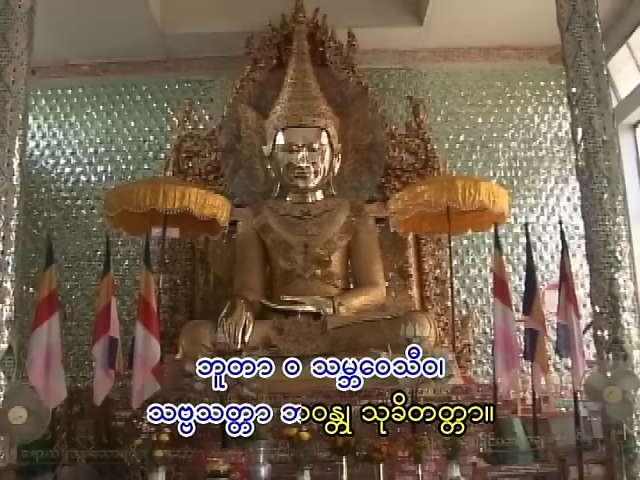 ဘူတာ ဝ သမ္ဘဝေသီဝ၊
သဗ္ဗသတ္တာ ဘဝန္တု သုခိတတ္တာ။